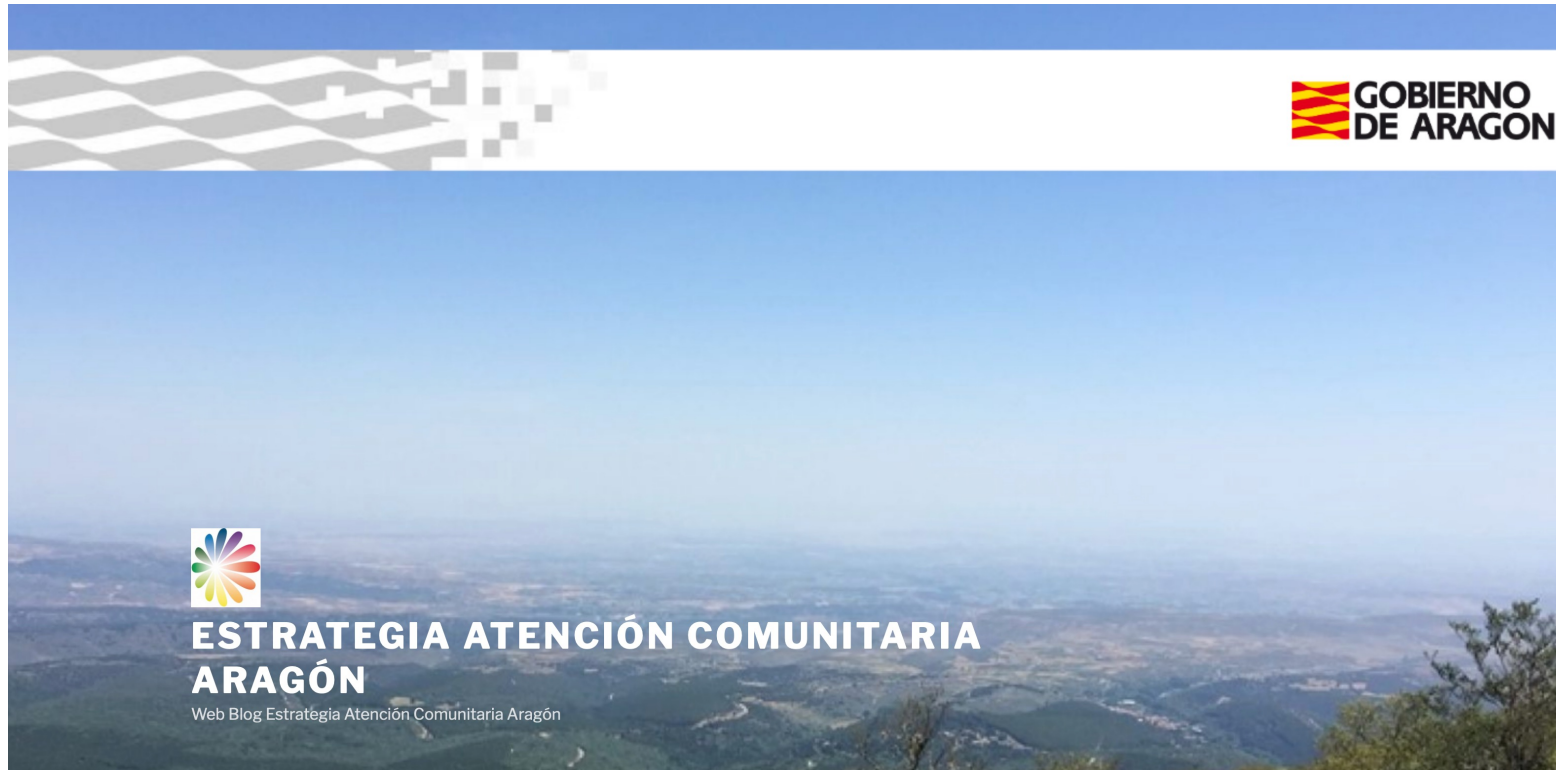 GOBIERNO
DE ARAGON
ESTRATEGIA ATENCIÓN COMUNITARIA
ARAGÓN
Web Blog Estrategia Atención Comunitaria Aragón